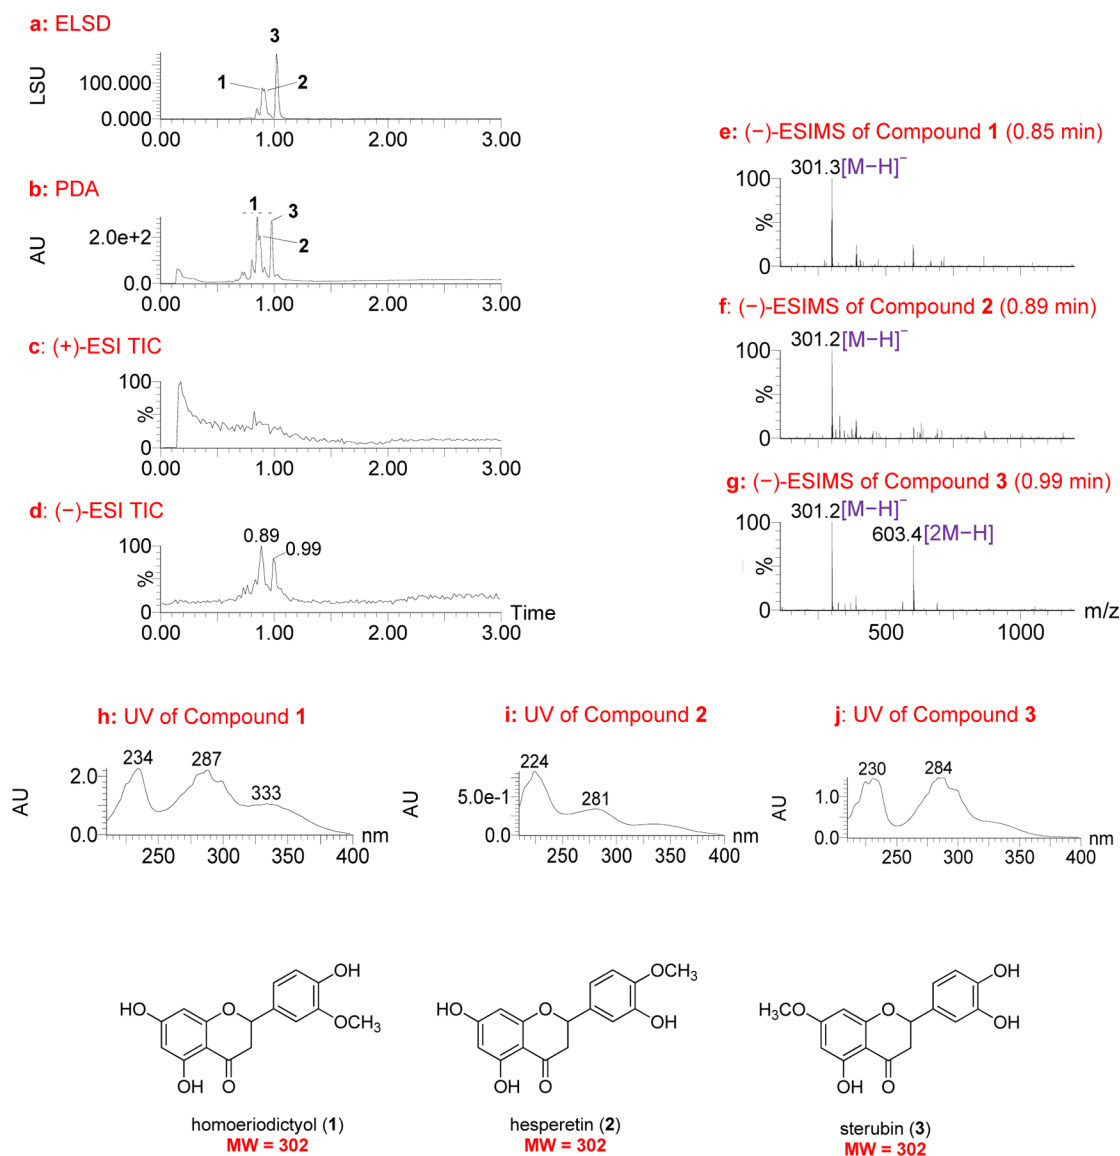 a: ELSD
3
1
2
LSU
100.000
0.000
0.00 1.00 2.00 3.00
b: PDA
1
3
2
AU
2.0e+2
0.0
0.00 1.00 2.00 3.00
c: (+)-ESI TIC
100
%
0
0.00 1.00 2.00 3.00
d: (−)-ESI TIC
0.89
0.99
100
%
0
Time
0.00 1.00 2.00 3.00
e: (−)-ESIMS of Compound 1 (0.85 min)
301.3 [M−H]⁻
100
%
0
f: (−)-ESIMS of Compound 2 (0.89 min)
301.2 [M−H]⁻
100
%
0
g: (−)-ESIMS of Compound 3 (0.99 min)
301.2 [M−H]⁻
603.4 [2M−H]
100
%
0
m/z
500 1000
h: UV of Compound 1
234
287
333
AU
2.0
0.0
nm
250 300 350 400
i: UV of Compound 2
224
281
AU
5.0e-1
0.0
nm
250 300 350 400
j: UV of Compound 3
230
284
AU
1.0
0.0
nm
250 300 350 400
OH
HO
O
OCH₃
OH
O
homoeriodictyol (1)
MW = 302
OCH₃
HO
O
OH
OH
O
hesperetin (2)
MW = 302
OH
H₃CO
O
OH
OH
O
sterubin (3)
MW = 302